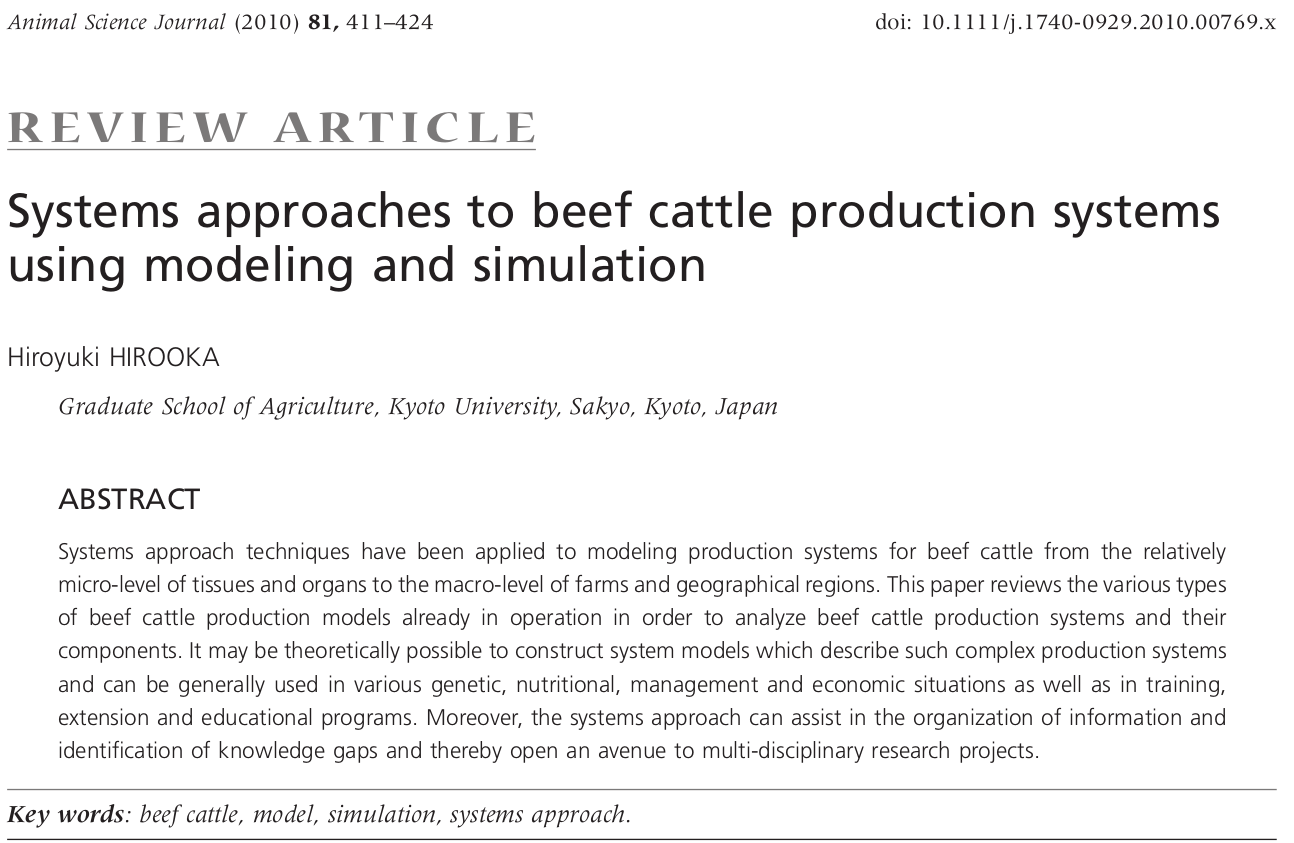 Animal Science Journal (2010) 81, 411–424
doi: 10.1111/j.1740-0929.2010.00769.x
REVIEW ARTICLE
Systems approaches to beef cattle production systems
using modeling and simulation
Hiroyuki HIROOKA
Graduate School of Agriculture, Kyoto University, Sakyo, Kyoto, Japan
ABSTRACT
Systems approach techniques have been applied to modeling production systems for beef cattle from the relatively
micro-level of tissues and organs to the macro-level of farms and geographical regions. This paper reviews the various types
of beef cattle production models already in operation in order to analyze beef cattle production systems and their
components. It may be theoretically possible to construct system models which describe such complex production systems
and can be generally used in various genetic, nutritional, management and economic situations as well as in training,
extension and educational programs. Moreover, the systems approach can assist in the organization of information and
identification of knowledge gaps and thereby open an avenue to multi-disciplinary research projects.
Key words: beef cattle, model, simulation, systems approach.